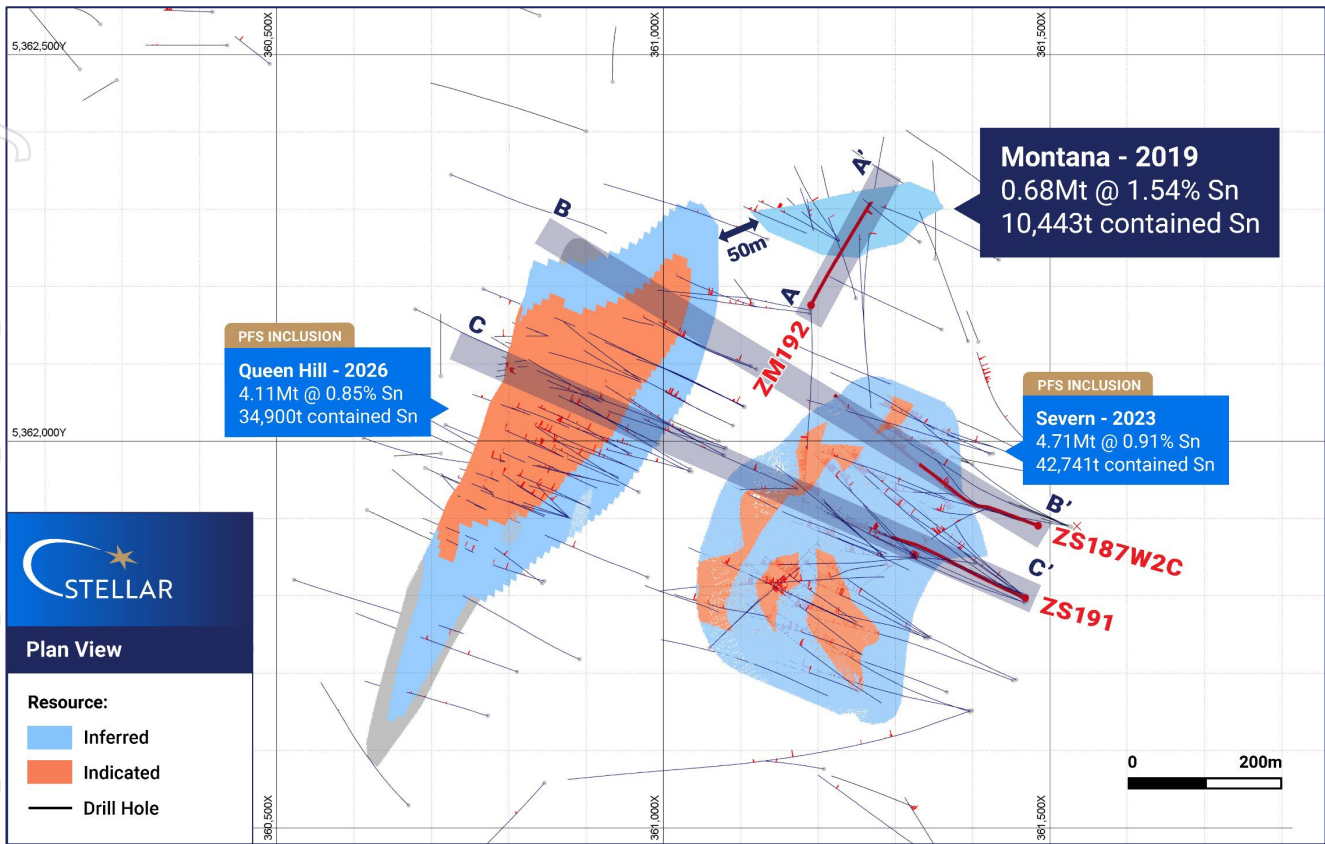 360,500X
361,000X
361,500X
5,362,500Y
Montana - 2019
0.68Mt @ 1.54% Sn
10,443t contained Sn
A'
B
50m
A
ZM192
C
PFS INCLUSION
Queen Hill - 2026
4.11Mt @ 0.85% Sn
34,900t contained Sn
PFS INCLUSION
Severn - 2023
4.71Mt @ 0.91% Sn
42,741t contained Sn
5,362,000Y
B'
ZS187W2C
C'
ZS191
STELLAR
Plan View
Resource:
Inferred
Indicated
Drill Hole
0 200m
360,500X
361,000X
361,500X